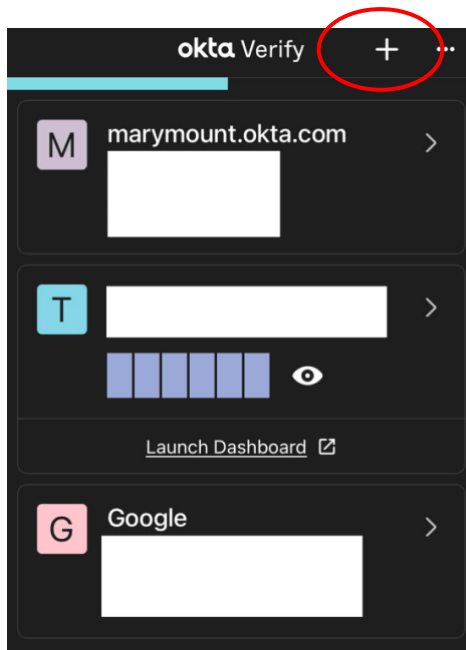 okta Verify + ...
M
marymount.okta.com
T
Launch Dashboard
G
Google